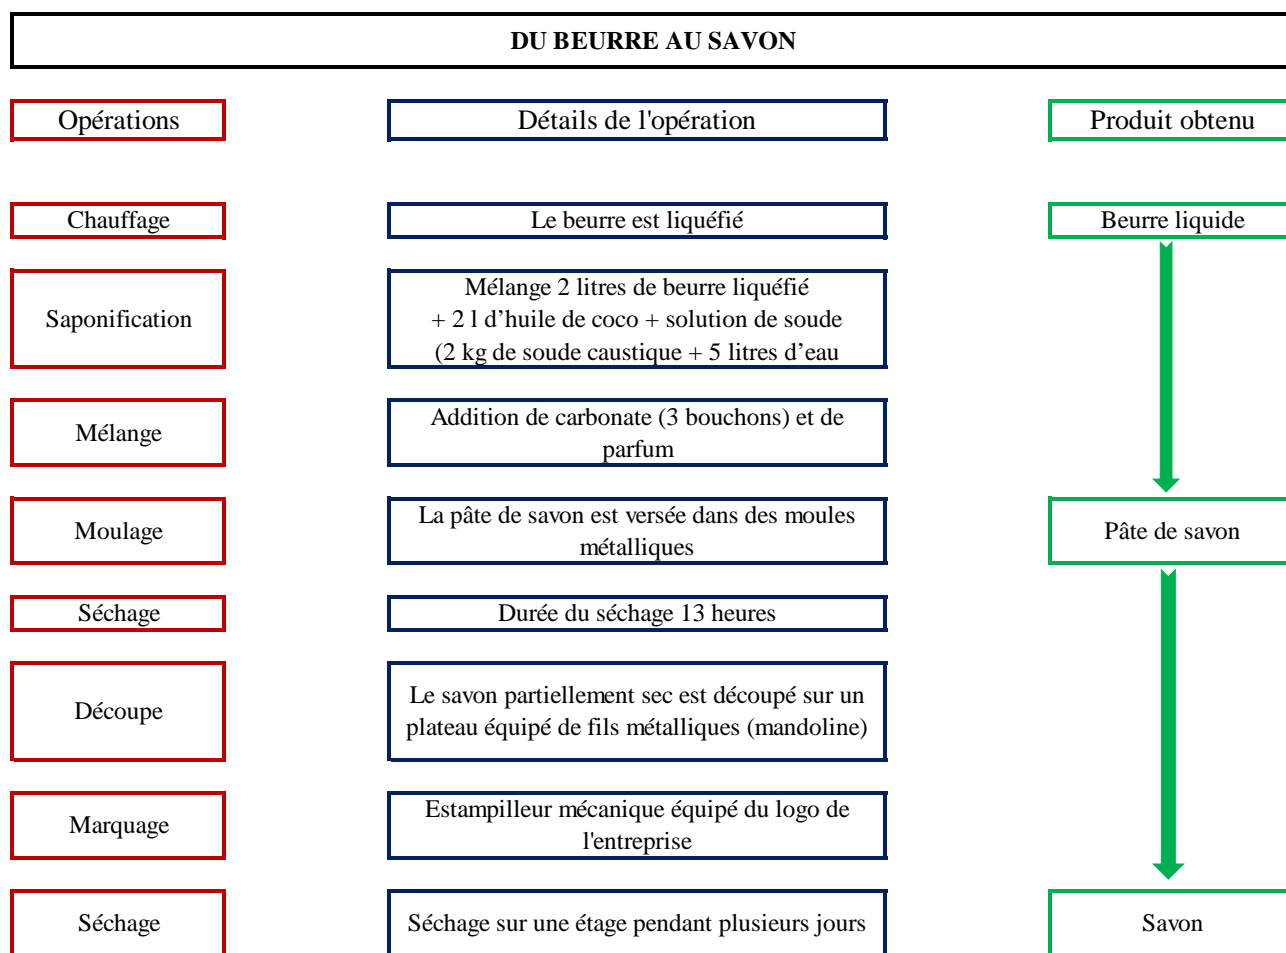 DU BEURRE AU SAVON
Opérations
Détails de l'opération
Produit obtenu
Chauffage
Le beurre est liquéfié
Beurre liquide
Saponification
Mélange 2 litres de beurre liquéfié
+ 2 l d’huile de coco + solution de soude
(2 kg de soude caustique + 5 litres d’eau
Mélange
Addition de carbonate (3 bouchons) et de
parfum
Moulage
La pâte de savon est versée dans des moules
métalliques
Pâte de savon
Séchage
Durée du séchage 13 heures
Découpe
Le savon partiellement sec est découpé sur un
plateau équipé de fils métalliques (mandoline)
Marquage
Estampilleur mécanique équipé du logo de
l'entreprise
Séchage
Séchage sur une étage pendant plusieurs jours
Savon